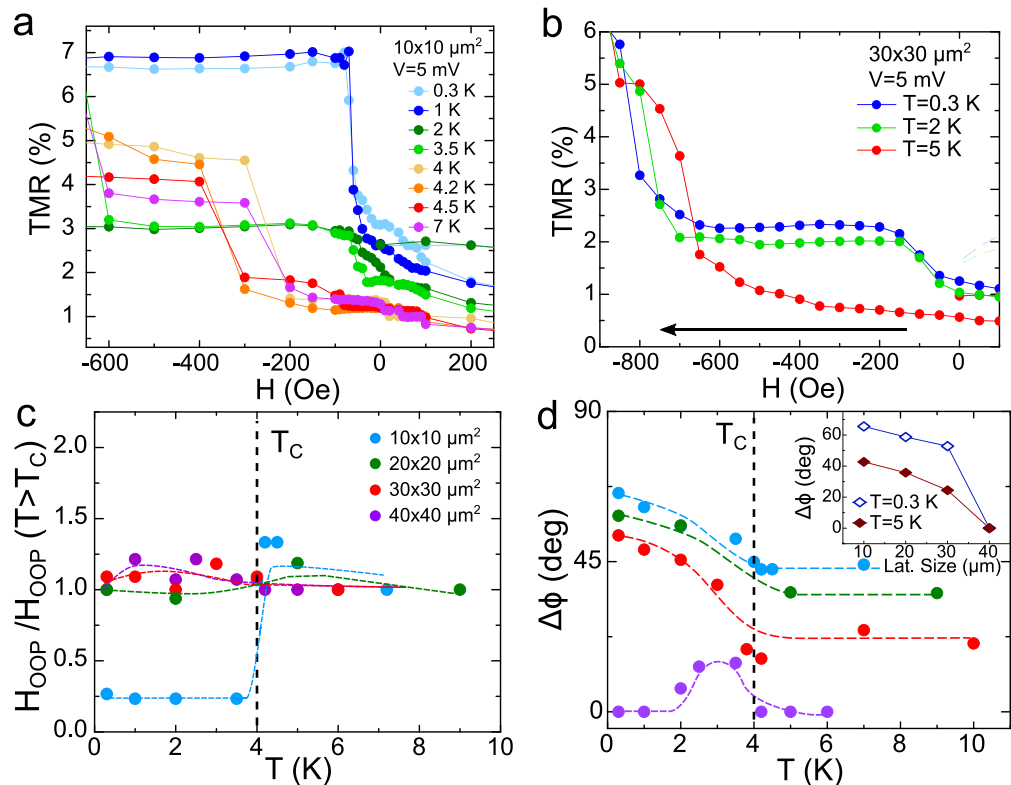 a
10x10 μm²
V=5 mV
0.3 K
1 K
2 K
3.5 K
4 K
4.2 K
4.5 K
7 K
TMR (%)
7
6
5
4
3
2
1
-600 -400 -200 0 200
H (Oe)
b
30x30 μm²
V=5 mV
T=0.3 K
T=2 K
T=5 K
TMR (%)
6
5
4
3
2
1
0
-800 -600 -400 -200 0
H (Oe)
c
T_C
10x10 μm²
20x20 μm²
30x30 μm²
40x40 μm²
H_OOP/H_OOP (T>T_C)
2.0
1.5
1.0
0.5
0.0
0 2 4 6 8 10
T (K)
d
T_C
Δϕ (deg)
90
45
0
0 2 4 6 8 10
T (K)
Δϕ (deg)
60
40
20
0
T=0.3 K
T=5 K
10 20 30 40
Lat. Size (μm)